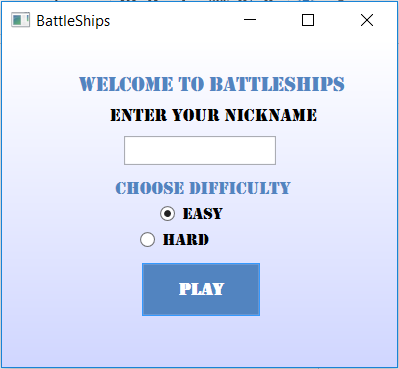 BattleShips
WELCOME TO BATTLESHIPS
ENTER YOUR NICKNAME
CHOOSE DIFFICULTY
EASY
HARD
PLAY